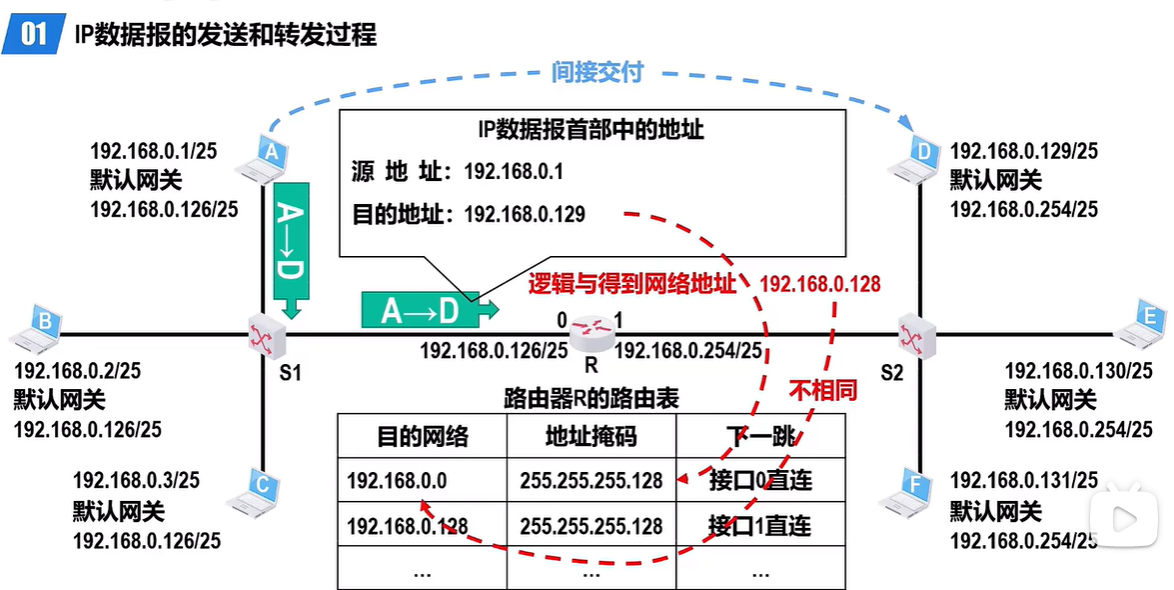 01 IP数据报的发送和转发过程
间接交付
IP数据报首部中的地址
源 地 址：192.168.0.1
目的地址：192.168.0.129
A
192.168.0.1/25
默认网关
192.168.0.126/25
D
192.168.0.129/25
默认网关
192.168.0.254/25
A→D
逻辑与得到网络地址 192.168.0.128
A→D
B
192.168.0.2/25
默认网关
192.168.0.126/25
S1
0
1
192.168.0.126/25
192.168.0.254/25
R
S2
E
192.168.0.130/25
默认网关
192.168.0.254/25
不相同
路由器R的路由表
目的网络 地址掩码 下一跳
192.168.0.0 255.255.255.128 接口0直连
192.168.0.128 255.255.255.128 接口1直连
... ... ...
C
192.168.0.3/25
默认网关
192.168.0.126/25
F
192.168.0.131/25
默认网关
192.168.0.254/25